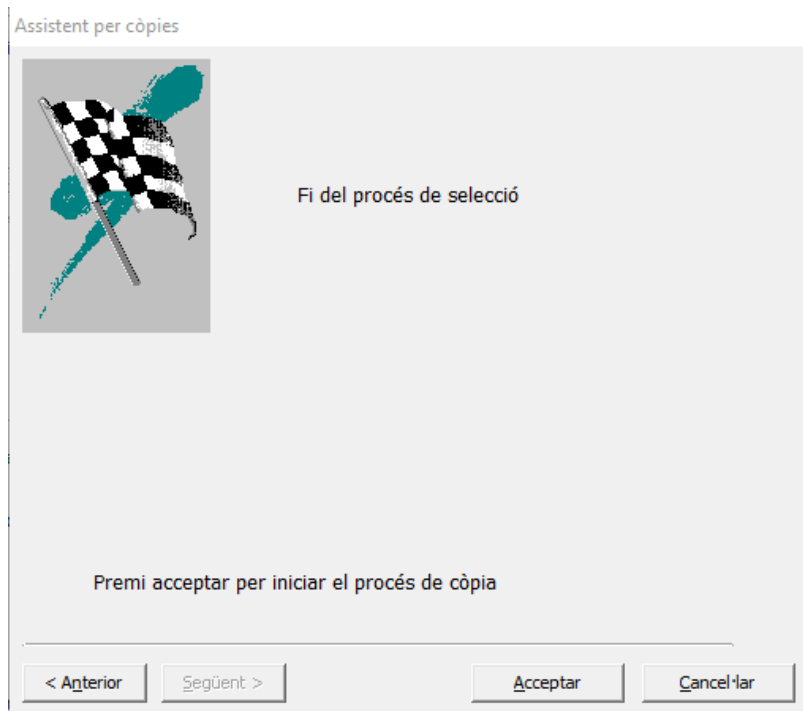 Assistent per còpies
Fi del procés de selecció
Premi acceptar per iniciar el procés de còpia
< Anterior
Següent >
Acceptar
Cancel·lar